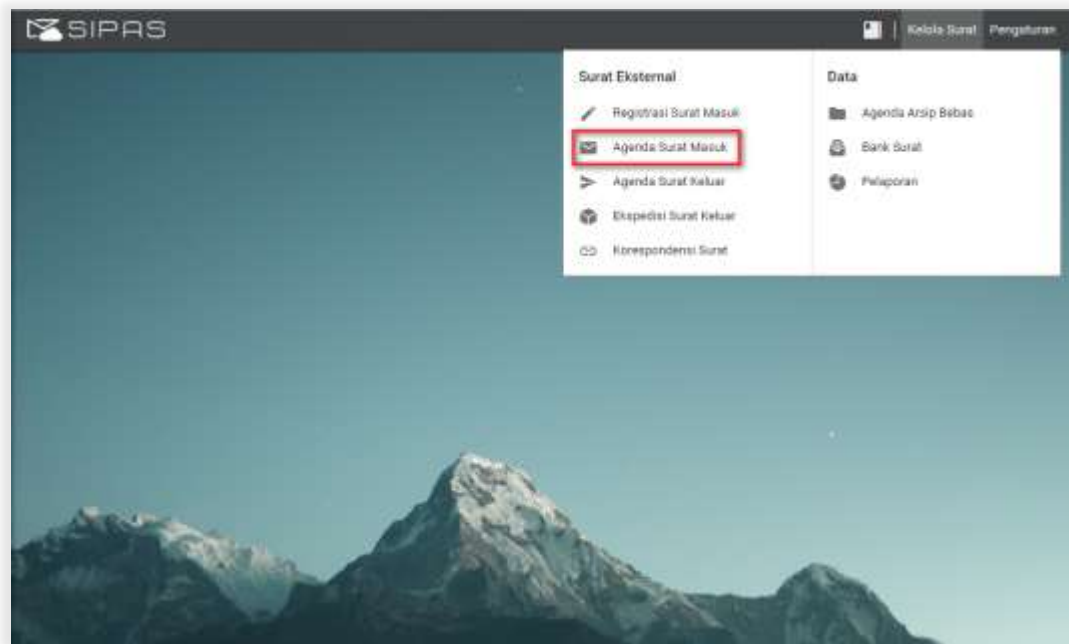 SIPAS
Kelola Surat Pengaturan
Surat Eksternal
Registrasi Surat Masuk
Agenda Surat Masuk
Agenda Surat Keluar
Ekspedisi Surat Keluar
Korespondensi Surat
Data
Agenda Arsip Bebas
Bank Surat
Pelaporan